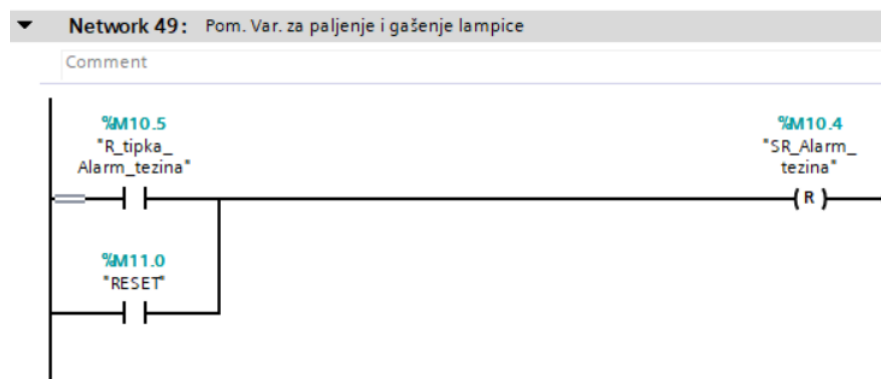 Network 49: Pom. Var. za paljenje i gašenje lampice
Comment
%M10.5
"R_tipka_
Alarm_tezina"
%M10.4
"SR_Alarm_
tezina"
R
%M11.0
"RESET"